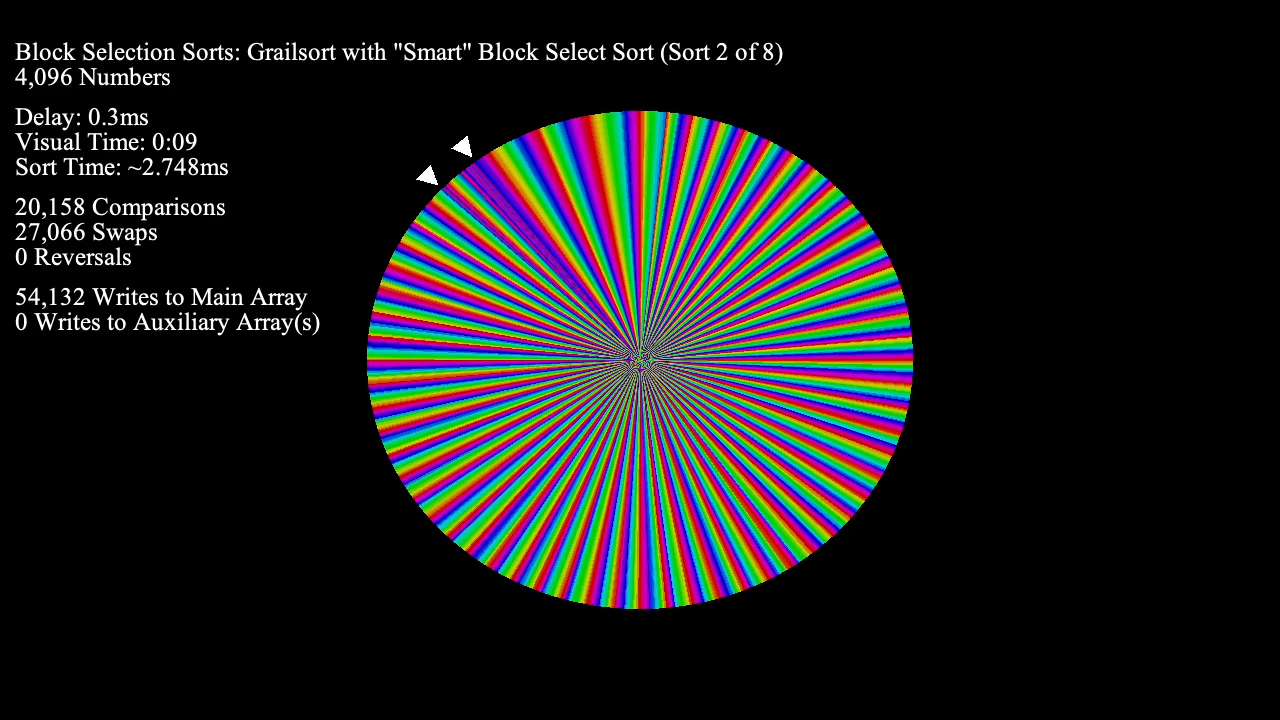 Block Selection Sorts: Grailsort with "Smart" Block Select Sort (Sort 2 of 8)
4,096 Numbers
Delay: 0.3ms
Visual Time: 0:09
Sort Time: ~2.748ms
20,158 Comparisons
27,066 Swaps
0 Reversals
54,132 Writes to Main Array
0 Writes to Auxiliary Array(s)